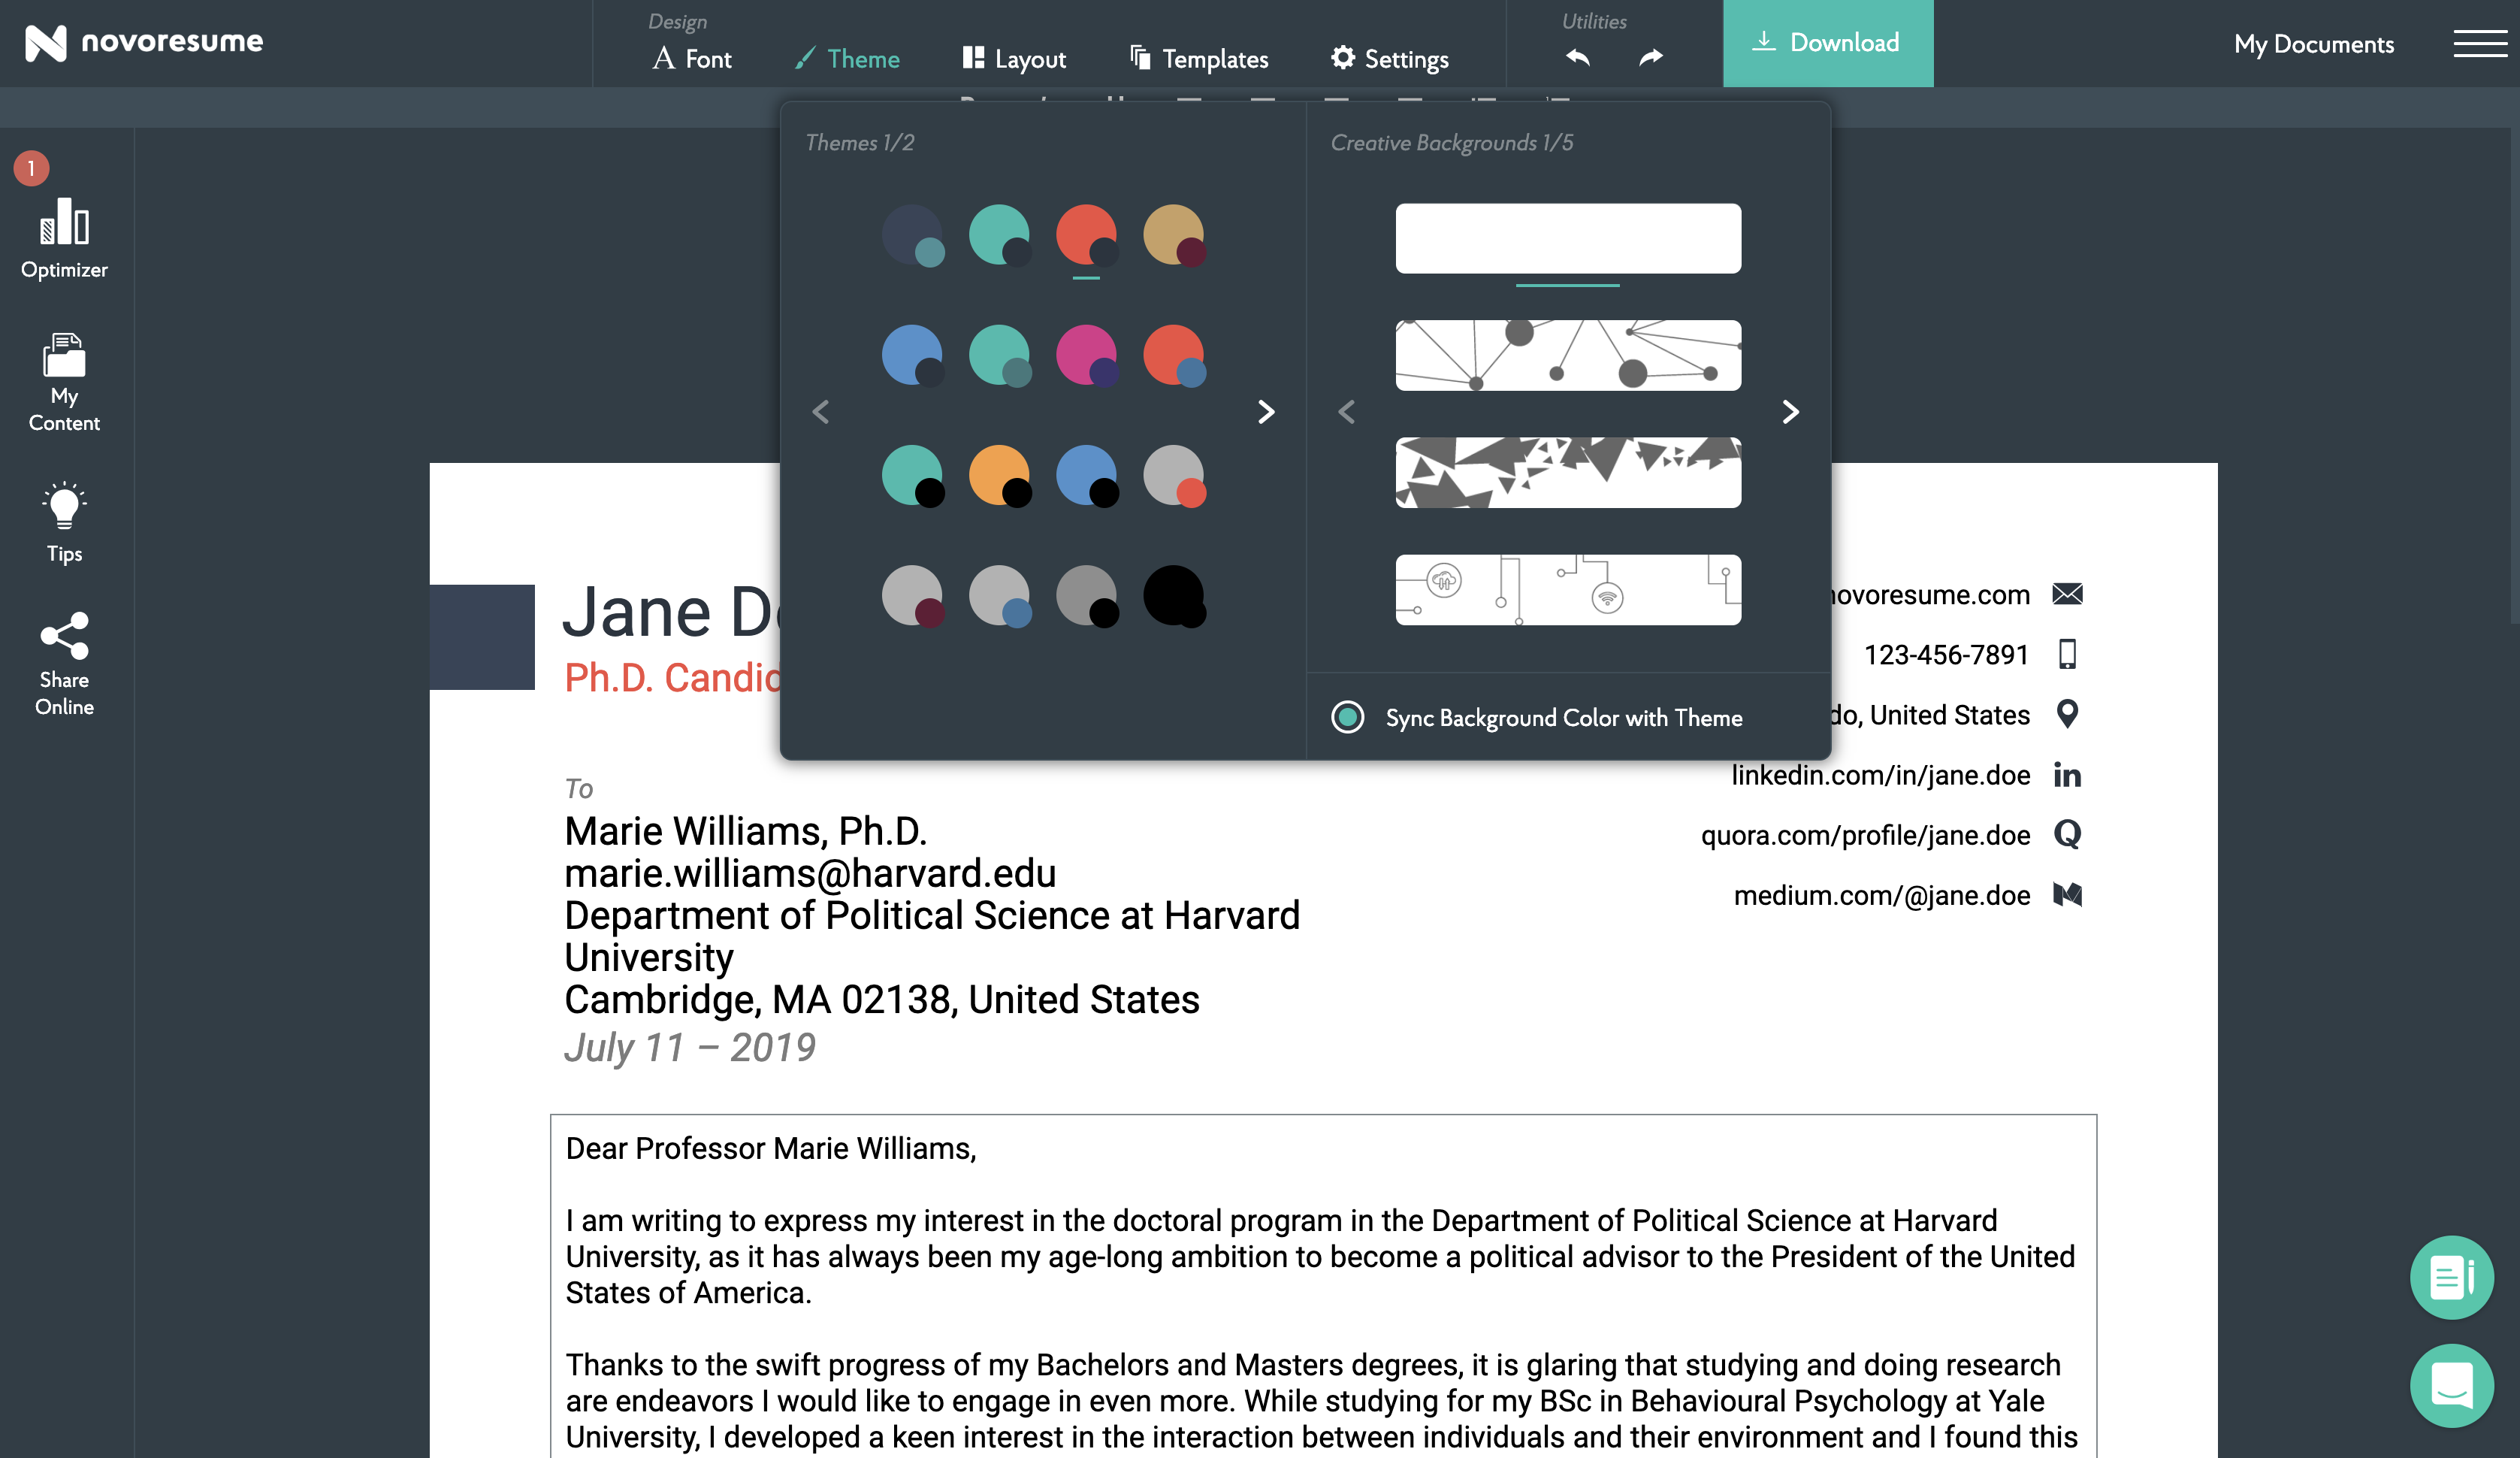 novoresume
Design
Font
Theme
Layout
Templates
Settings
Utilities
Download
My Documents
1
Optimizer
My
Content
Tips
Share
Online
Themes 1/2
Creative Backgrounds 1/5
Sync Background Color with Theme
Jane
Ph.D.
novoresume.com
123-456-7891
United States
linkedin.com/in/jane.doe
quora.com/profile/jane.doe
medium.com/@jane.doe
To
Marie Williams, Ph.D.
marie.williams@harvard.edu
Department of Political Science at Harvard
University
Cambridge, MA 02138, United States
July 11 – 2019
Dear Professor Marie Williams,
I am writing to express my interest in the doctoral program in the Department of Political Science at Harvard
University, as it has always been my age-long ambition to become a political advisor to the President of the United
States of America.
Thanks to the swift progress of my Bachelors and Masters degrees, it is glaring that studying and doing research
are endeavors I would like to engage in even more. While studying for my BSc in Behavioural Psychology at Yale
University, I developed a keen interest in the interaction between individuals and their environment and I found this